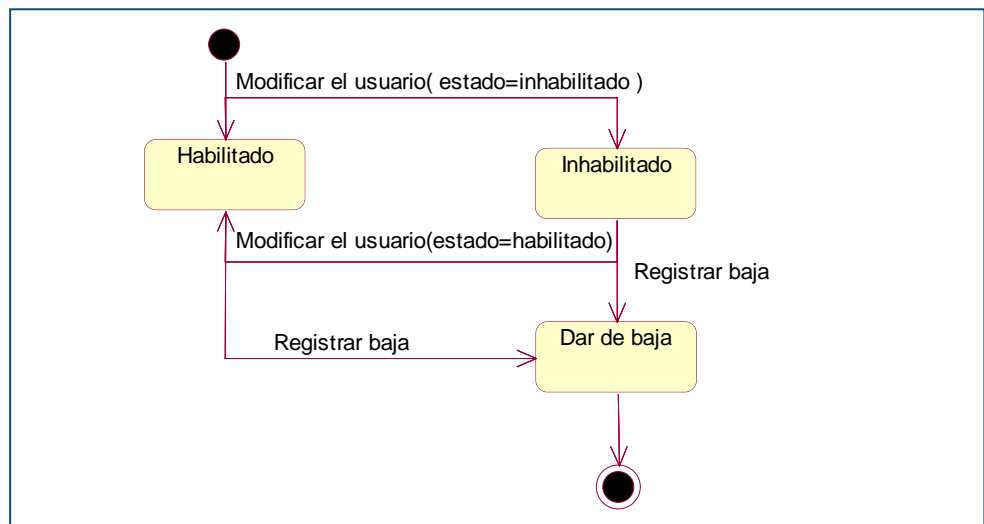 Modificar el usuario( estado=inhabilitado )
Habilitado
Inhabilitado
Modificar el usuario(estado=habilitado)
Registrar baja
Registrar baja
Dar de baja